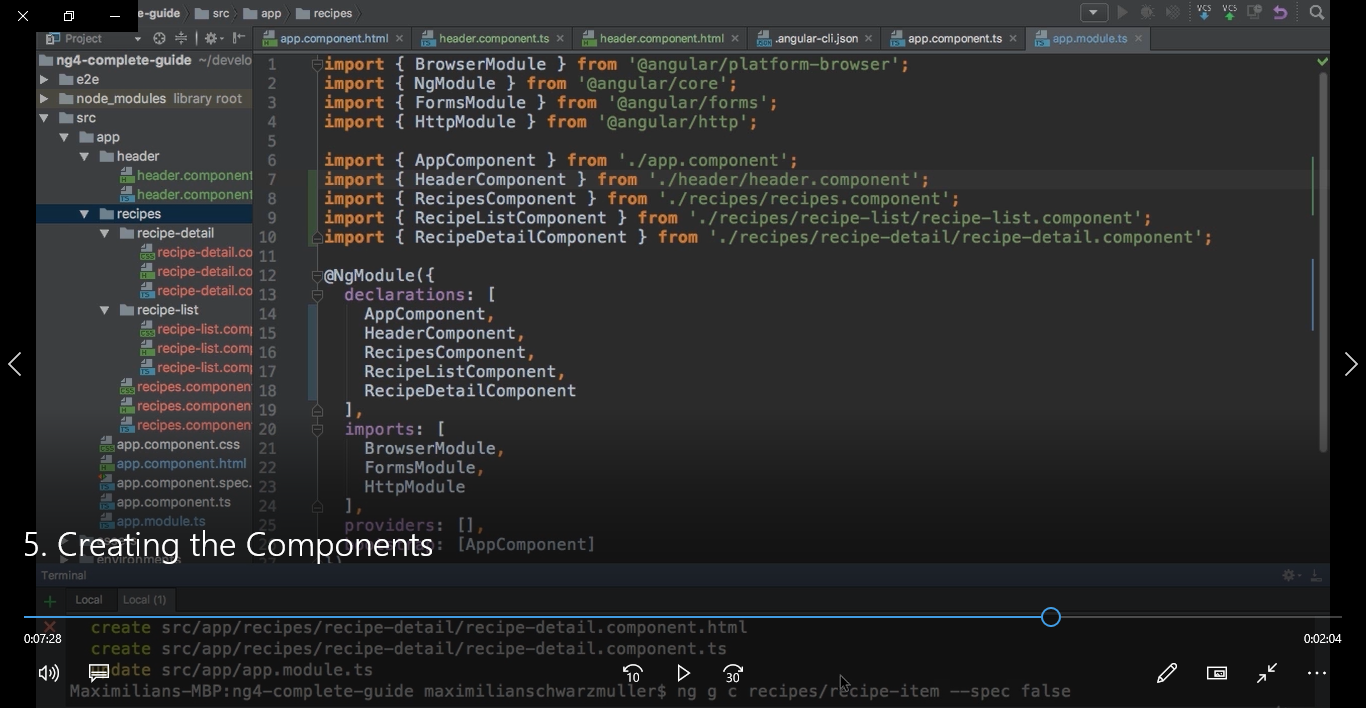 e-guide src app recipes
VCS VCS
Project app.component.html header.component.ts header.component.html .angular-cli.json app.component.ts app.module.ts
ng4-complete-guide ~/develo
e2e
node_modules library root
src
app
header
header.component
header.component
recipes
recipe-detail
recipe-detail.co
recipe-detail.co
recipe-detail.co
recipe-list
recipe-list.com
recipe-list.com
recipe-list.com
recipes.componen
recipes.componen
recipes.componen
app.component.css
app.component.html
app.component.spec.
app.component.ts
app.module.ts
environments
1 import { BrowserModule } from '@angular/platform-browser';
2 import { NgModule } from '@angular/core';
3 import { FormsModule } from '@angular/forms';
4 import { HttpModule } from '@angular/http';
5
6 import { AppComponent } from './app.component';
7 import { HeaderComponent } from './header/header.component';
8 import { RecipesComponent } from './recipes/recipes.component';
9 import { RecipeListComponent } from './recipes/recipe-list/recipe-list.component';
10 import { RecipeDetailComponent } from './recipes/recipe-detail/recipe-detail.component';
11
12 @NgModule({
13 declarations: [
14 AppComponent,
15 HeaderComponent,
16 RecipesComponent,
17 RecipeListComponent,
18 RecipeDetailComponent
19 ],
20 imports: [
21 BrowserModule,
22 FormsModule,
23 HttpModule
24 ],
25 providers: [],
: [AppComponent]
5. Creating the Components
Terminal
Local Local (1)
create src/app/recipes/recipe-detail/recipe-detail.component.html
0:07:28 0:02:04
create src/app/recipes/recipe-detail/recipe-detail.component.ts
date src/app/app.module.ts
10 30
Maximilians-MBP:ng4-complete-guide maximilianschwarzmuller$ ng g c recipes/recipe-item --spec false